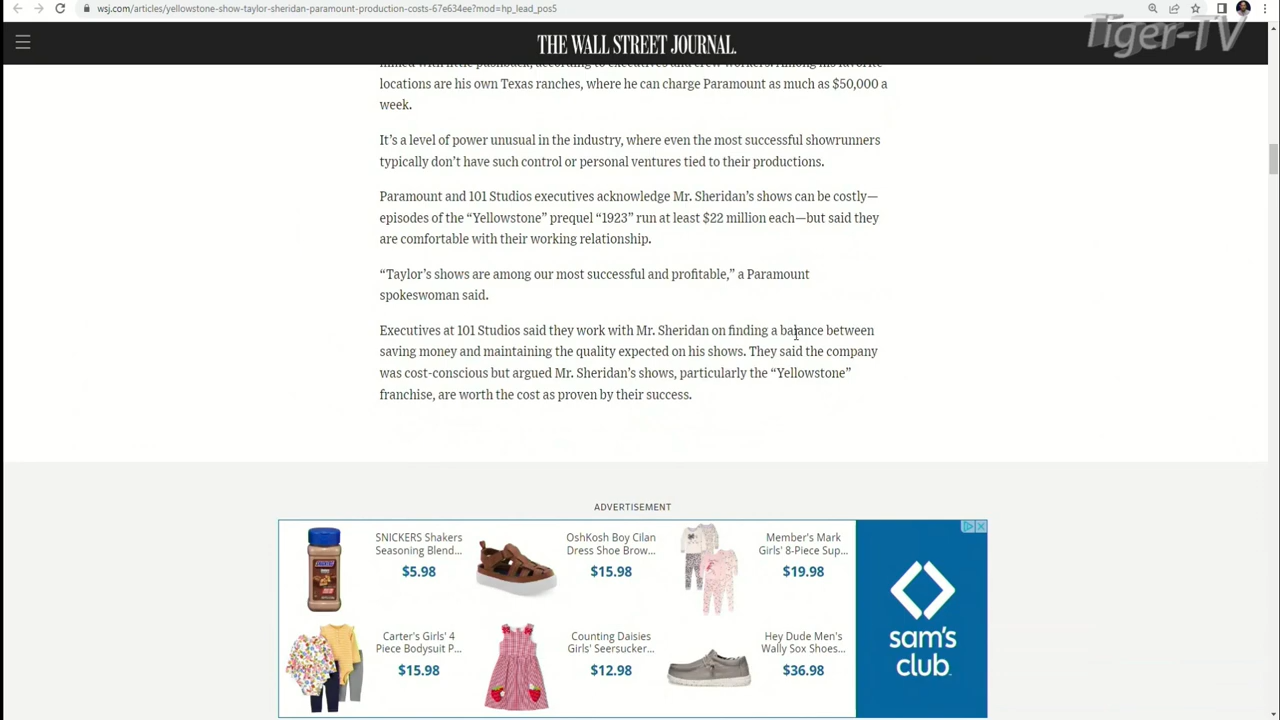 wsj.com/articles/yellowstone-show-taylor-sheridan-paramount-production-costs-67e634ee?mod=hp_lead_pos5
Tiger-TV
THE WALL STREET JOURNAL.
filmed with little pushback, according to executives and crew workers. Among his favorite
locations are his own Texas ranches, where he can charge Paramount as much as $50,000 a
week.
It’s a level of power unusual in the industry, where even the most successful showrunners
typically don’t have such control or personal ventures tied to their productions.
Paramount and 101 Studios executives acknowledge Mr. Sheridan’s shows can be costly—
episodes of the “Yellowstone” prequel “1923” run at least $22 million each—but said they
are comfortable with their working relationship.
“Taylor’s shows are among our most successful and profitable,” a Paramount
spokeswoman said.
Executives at 101 Studios said they work with Mr. Sheridan on finding a balance between
saving money and maintaining the quality expected on his shows. They said the company
was cost-conscious but argued Mr. Sheridan’s shows, particularly the “Yellowstone”
franchise, are worth the cost as proven by their success.
ADVERTISEMENT
SNICKERS Shakers
Seasoning Blend...
$5.98
OshKosh Boy Cilan
Dress Shoe Brow...
$15.98
Member's Mark
Girls' 8-Piece Sup...
$19.98
Carter's Girls' 4
Piece Bodysuit P...
$15.98
Counting Daisies
Girls' Seersucker...
$12.98
Hey Dude Men's
Wally Sox Shoes...
$36.98
sam's
club.